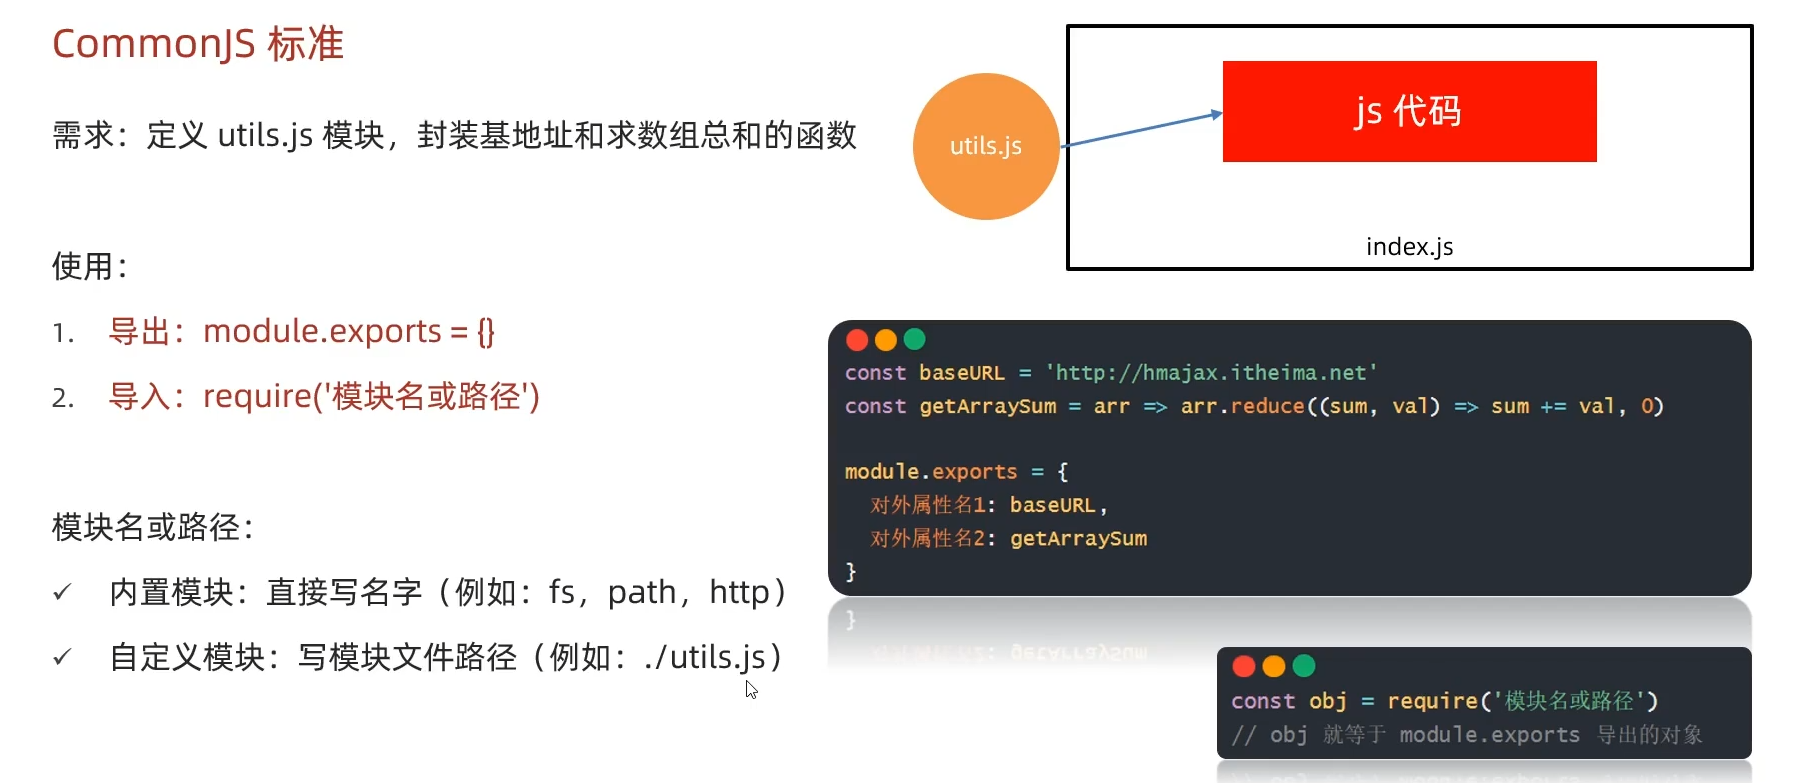 CommonJS 标准
需求：定义 utils.js 模块，封装基地址和求数组总和的函数
utils.js
js 代码
index.js
使用：
1. 导出：module.exports = {}
2. 导入：require('模块名或路径')
模块名或路径：
✓ 内置模块：直接写名字（例如：fs，path，http）
✓ 自定义模块：写模块文件路径（例如：./utils.js）
const baseURL = 'http://hmajax.itheima.net'
const getArraySum = arr => arr.reduce((sum, val) => sum += val, 0)
module.exports = {
对外属性名1: baseURL,
对外属性名2: getArraySum
}
const obj = require('模块名或路径')
// obj 就等于 module.exports 导出的对象